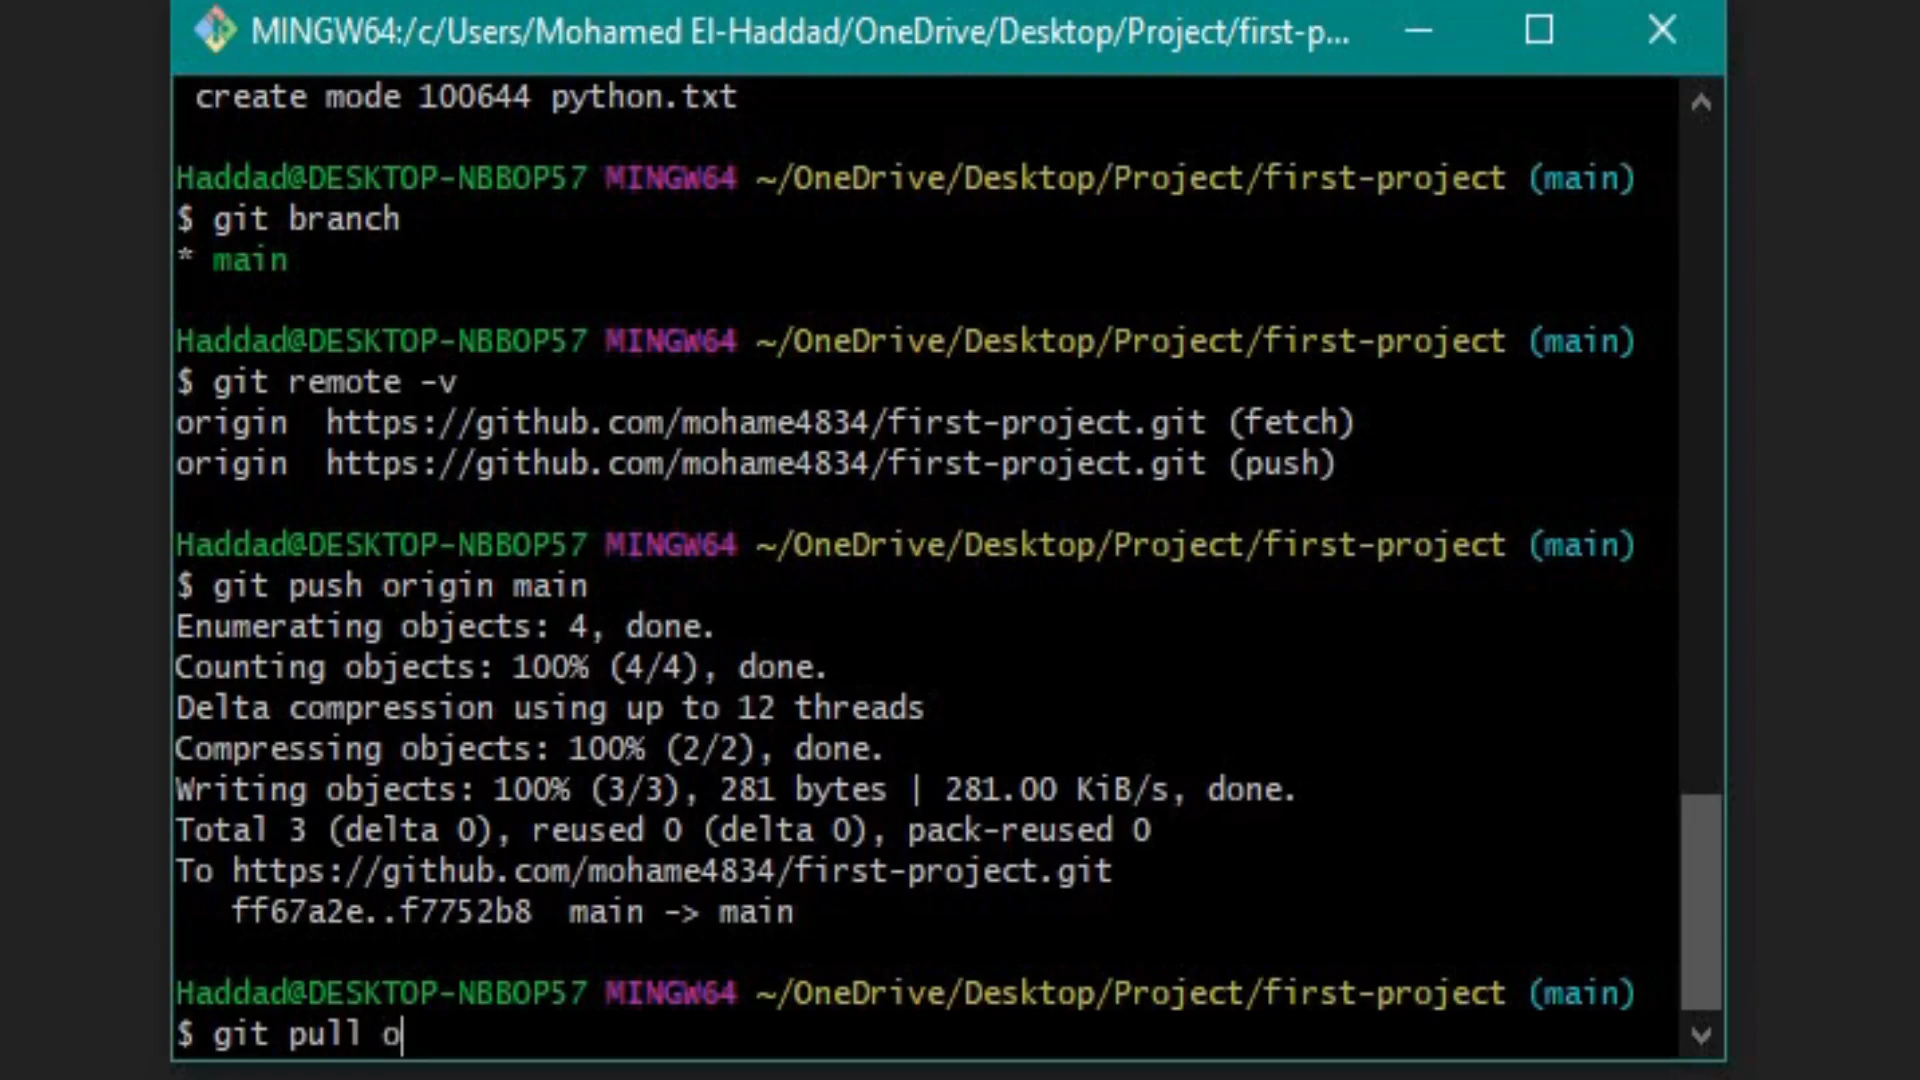 MINGW64:/c/Users/Mohamed El-Haddad/OneDrive/Desktop/Project/first-p...
create mode 100644 python.txt
Haddad@DESKTOP-NBBOP57 MINGW64 ~/OneDrive/Desktop/Project/first-project (main)
$ git branch
* main
Haddad@DESKTOP-NBBOP57 MINGW64 ~/OneDrive/Desktop/Project/first-project (main)
$ git remote -v
origin  https://github.com/mohame4834/first-project.git (fetch)
origin  https://github.com/mohame4834/first-project.git (push)
Haddad@DESKTOP-NBBOP57 MINGW64 ~/OneDrive/Desktop/Project/first-project (main)
$ git push origin main
Enumerating objects: 4, done.
Counting objects: 100% (4/4), done.
Delta compression using up to 12 threads
Compressing objects: 100% (2/2), done.
Writing objects: 100% (3/3), 281 bytes | 281.00 KiB/s, done.
Total 3 (delta 0), reused 0 (delta 0), pack-reused 0
To https://github.com/mohame4834/first-project.git
   ff67a2e..f7752b8  main -> main
Haddad@DESKTOP-NBBOP57 MINGW64 ~/OneDrive/Desktop/Project/first-project (main)
$ git pull o